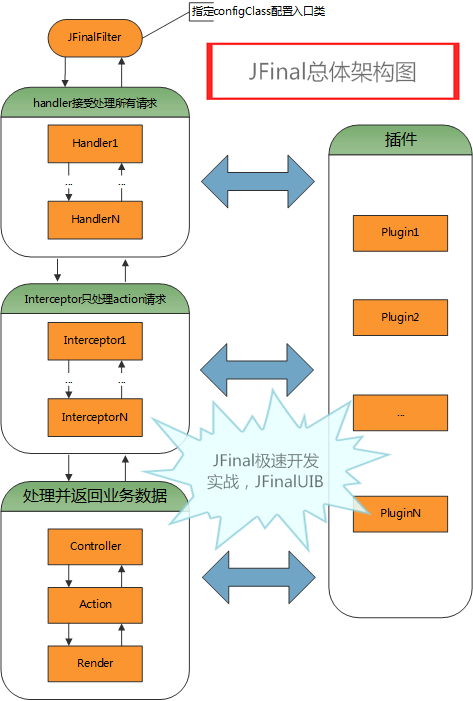 指定configClass配置入口类
JFinalFilter
JFinal总体架构图
handler接受处理所有请求
Handler1
...
...
HandlerN
插件
Plugin1
Interceptor只处理action请求
Plugin2
Interceptor1
...
...
InterceptorN
...
JFinal极速开发
实战，JFinalUIB
处理并返回业务数据
PluginN
Controller
Action
Render